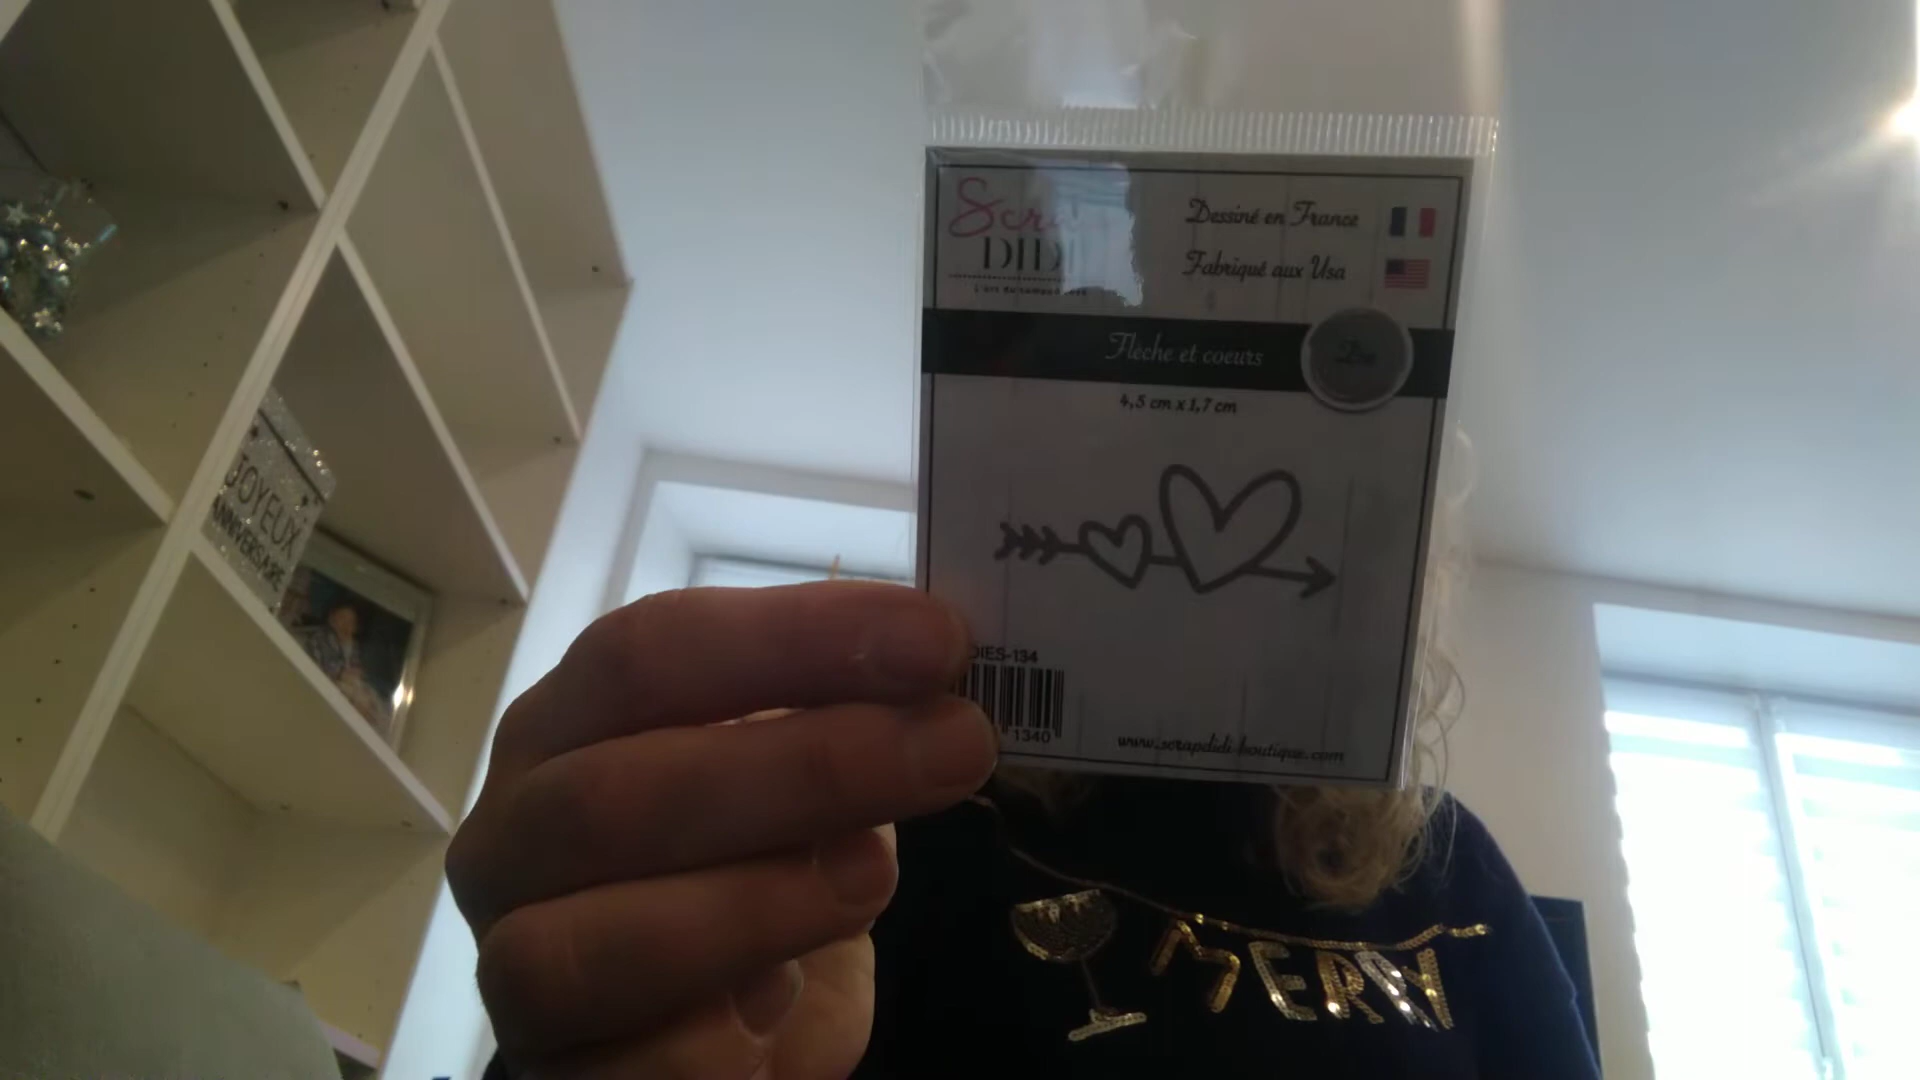 Scrap
DIDI
Dessiné en France
Fabriqué aux Usa
Flèche et coeurs
4,5 cm x 1,7 cm
DIES-134
1340
www.scrapdidi-boutique.com
JOYEUX
ANNIVERSAIRE
MERRY